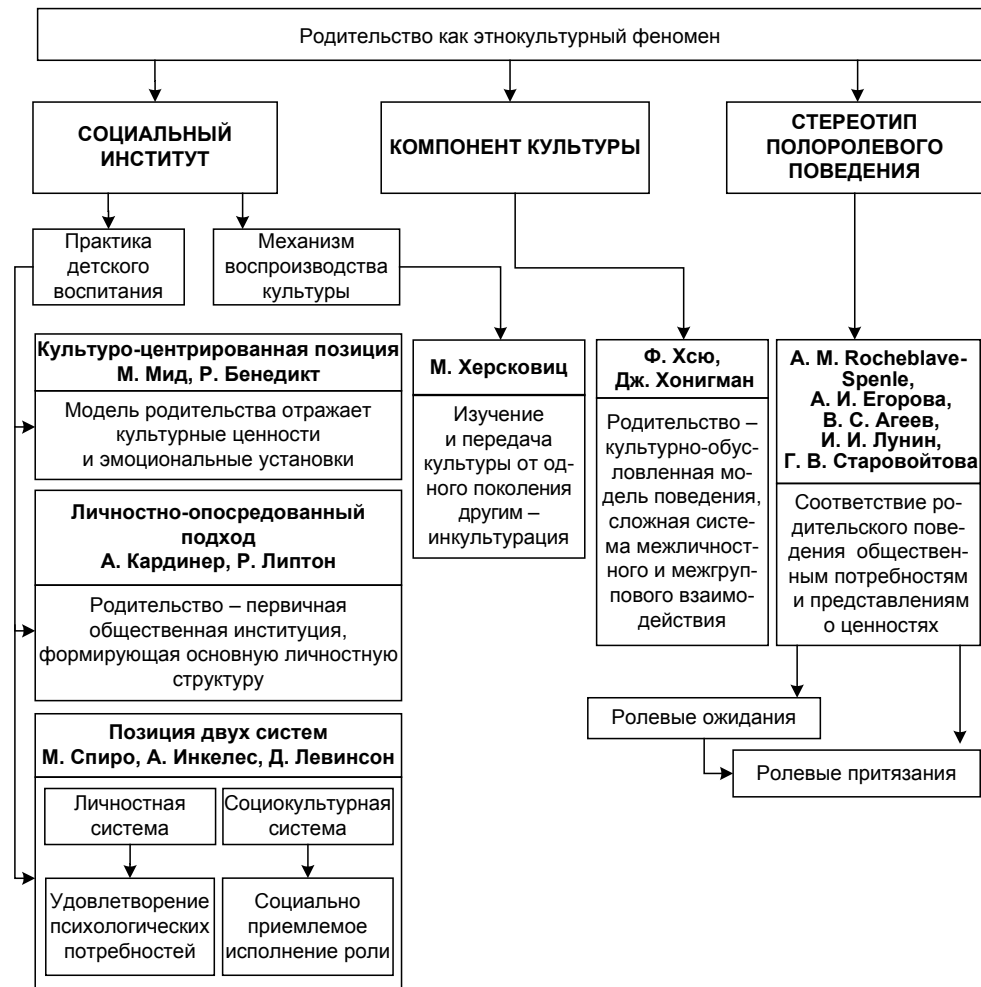 Родительство как этнокультурный феномен
СОЦИАЛЬНЫЙ
ИНСТИТУТ
КОМПОНЕНТ КУЛЬТУРЫ
СТЕРЕОТИП
ПОЛОРОЛЕВОГО
ПОВЕДЕНИЯ
Практика
детского
воспитания
Механизм
воспроизводства
культуры
Культуро-центрированная позиция
М. Мид, Р. Бенедикт
Модель родительства отражает
культурные ценности
и эмоциональные установки
Личностно-опосредованный
подход
А. Кардинер, Р. Липтон
Родительство – первичная
общественная институция,
формирующая основную личностную
структуру
Позиция двух систем
М. Спиро, А. Инкелес, Д. Левинсон
Личностная
система
Социокультурная
система
Удовлетворение
психологических
потребностей
Социально
приемлемое
исполнение роли
М. Херсковиц
Изучение
и передача
культуры от од-
ного поколения
другим –
инкультурация
Ф. Хсю,
Дж. Хонигман
Родительство –
культурно-обус-
ловленная мо-
дель поведения,
сложная систе-
ма межличност-
ного и межгруп-
пового взаимо-
действия
А. М. Rocheblave-
Spenle,
А. И. Егорова,
В. С. Агеев,
И. И. Лунин,
Г. В. Старовойтова
Соответствие ро-
дительского пове-
дения общественн-
ным потребностям
и представлениям
о ценностях
Ролевые ожидания
Ролевые притязания